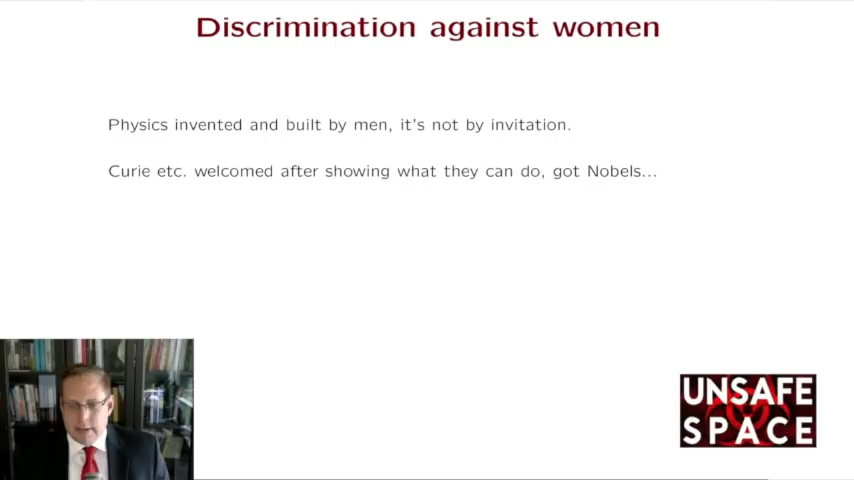 Discrimination against women
Physics invented and built by men, it's not by invitation.
Curie etc. welcomed after showing what they can do, got Nobels...
UNSAFE
SPACE